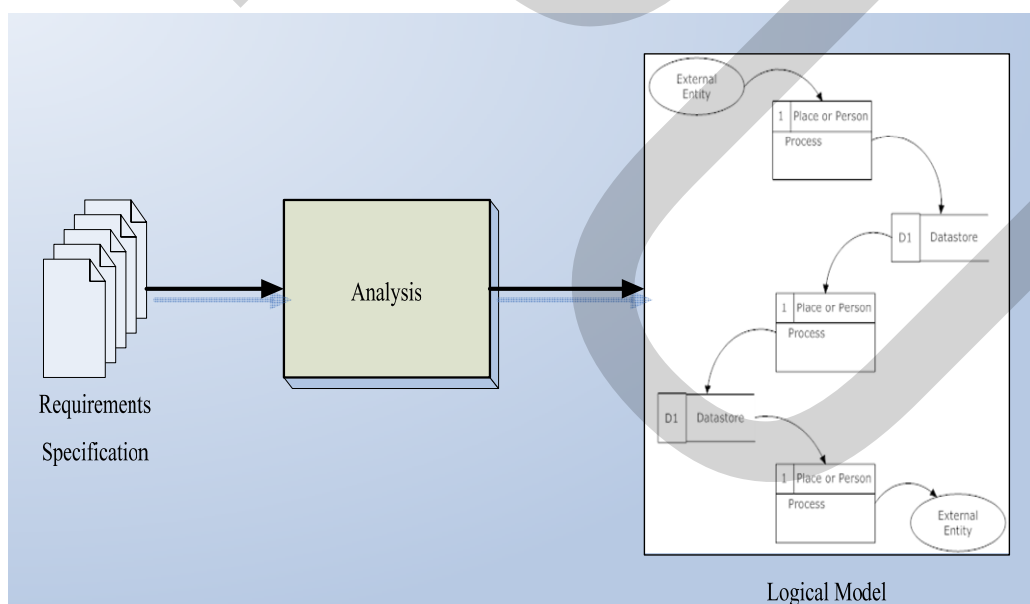 External
Entity
1 Place or Person
Process
D1 Datastore
1 Place or Person
Process
D1 Datastore
1 Place or Person
Process
External
Entity
Analysis
Requirements
Specification
Logical Model